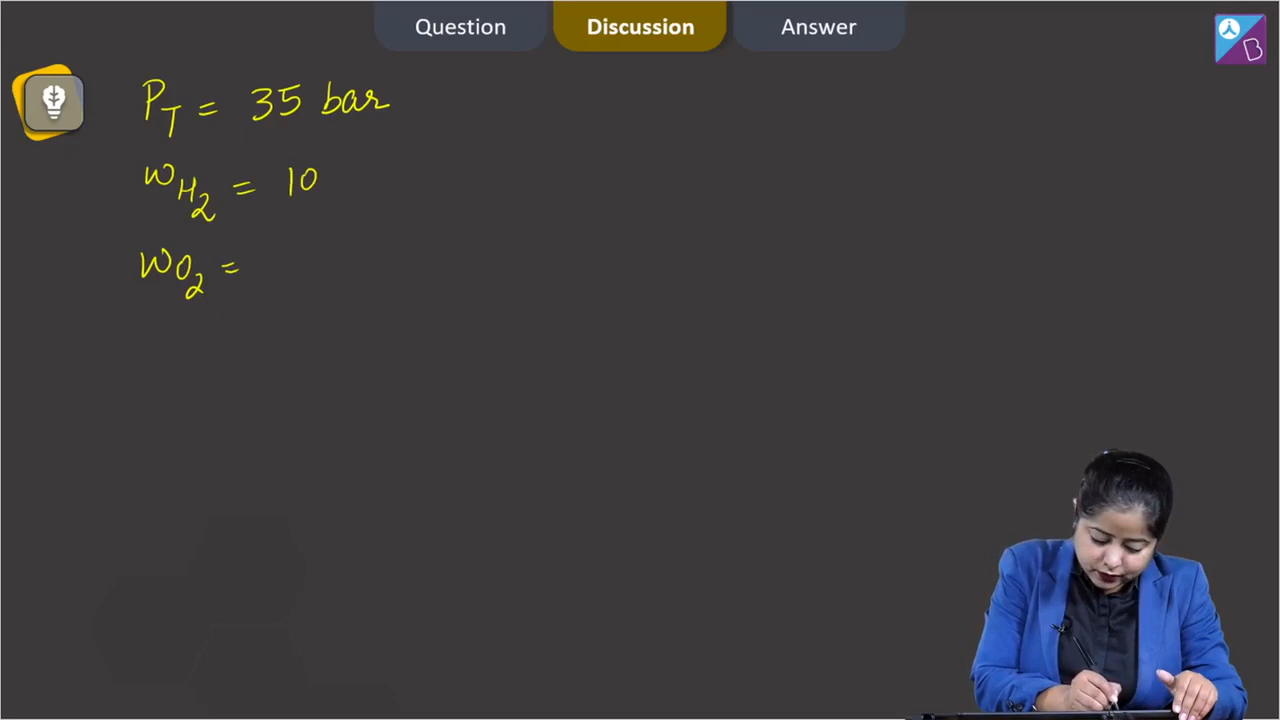 Question Discussion Answer
P_T = 35 bar
W_H₂ = 10
W_O₂ =
B